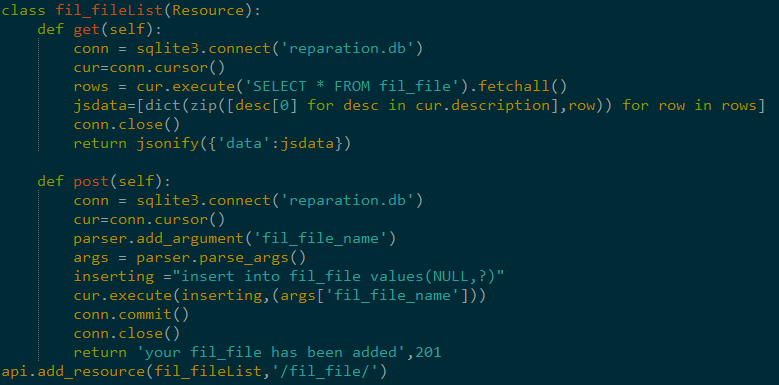 class fil_fileList(Resource):
    def get(self):
        conn = sqlite3.connect('reparation.db')
        cur=conn.cursor()
        rows = cur.execute('SELECT * FROM fil_file').fetchall()
        jsdata=[dict(zip([desc[0] for desc in cur.description],row)) for row in rows]
        conn.close()
        return jsonify({'data':jsdata})

    def post(self):
        conn = sqlite3.connect('reparation.db')
        cur=conn.cursor()
        parser.add_argument('fil_file_name')
        args = parser.parse_args()
        inserting ="insert into fil_file values(NULL,?)"
        cur.execute(inserting,(args['fil_file_name']))
        conn.commit()
        conn.close()
        return 'your fil_file has been added',201
api.add_resource(fil_fileList,'/fil_file/')